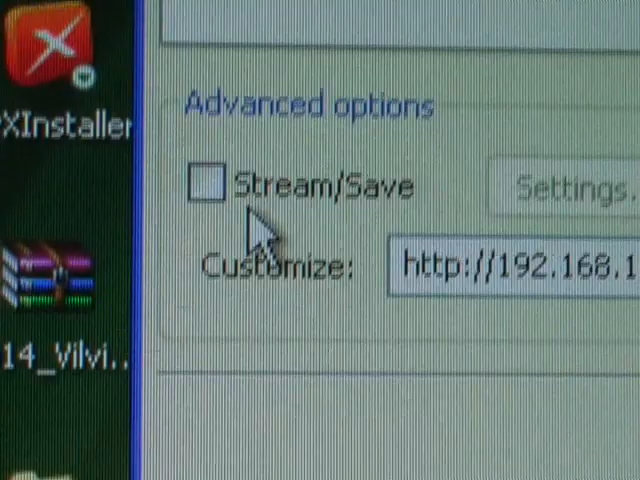 XInstaller
Advanced options
Stream/Save
Settings.
Customize:
http://192.168.1
14_Vilvi..